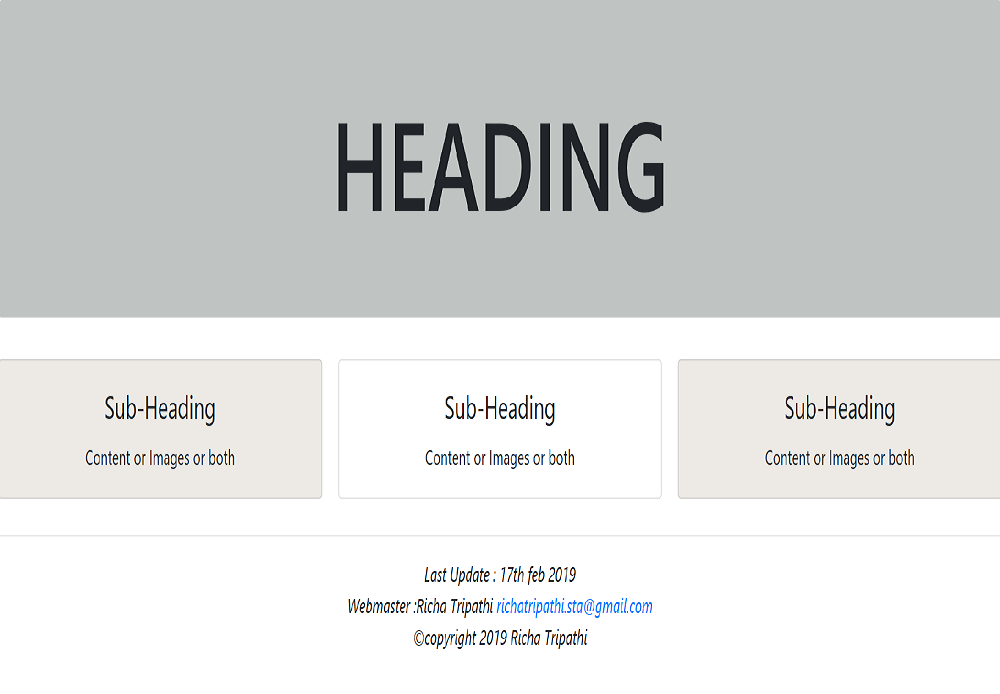 HEADING
Sub-Heading
Content or Images or both
Sub-Heading
Content or Images or both
Sub-Heading
Content or Images or both
Last Update : 17th feb 2019
Webmaster :Richa Tripathi richatripathi.sta@gmail.com
©copyright 2019 Richa Tripathi